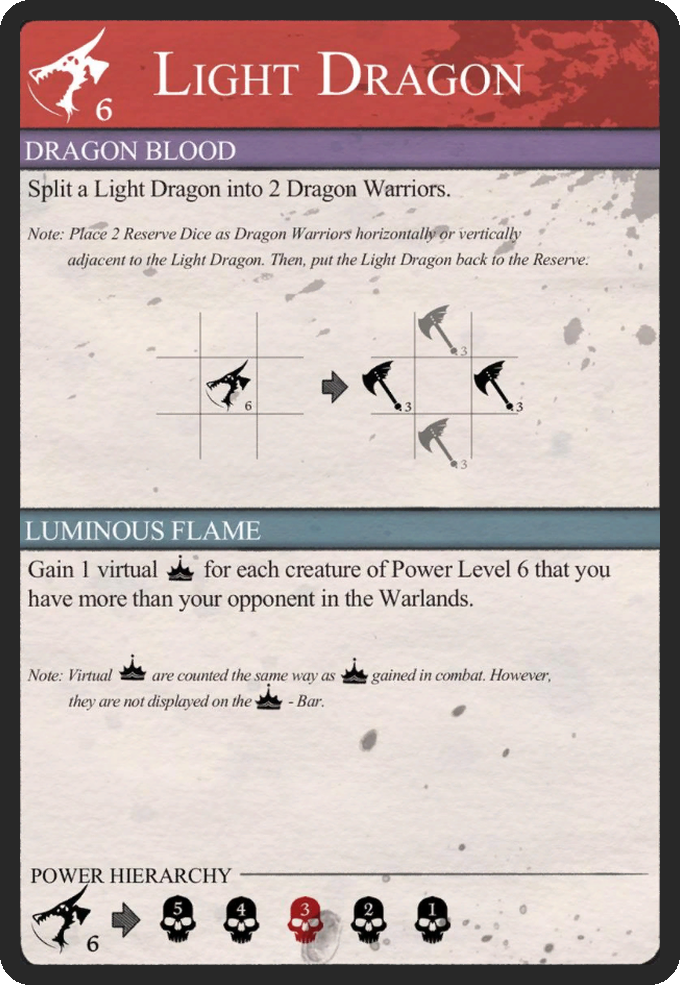 LIGHT DRAGON
6
DRAGON BLOOD
Split a Light Dragon into 2 Dragon Warriors.
Note: Place 2 Reserve Dice as Dragon Warriors horizontally or vertically
adjacent to the Light Dragon. Then, put the Light Dragon back to the Reserve.
3
6 3 3
3
LUMINOUS FLAME
Gain 1 virtual for each creature of Power Level 6 that you
have more than your opponent in the Warlands.
Note: Virtual are counted the same way as gained in combat. However,
they are not displayed on the - Bar.
POWER HIERARCHY
6 5 4 3 2 1